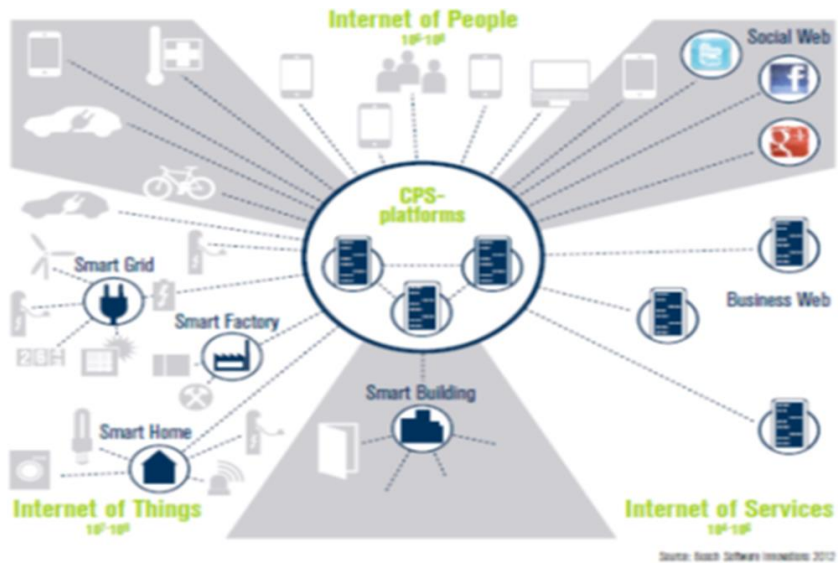 Internet of People
Social Web
CPS-
platforms
Smart Grid
Business Web
Smart Factory
Smart Building
Smart Home
Internet of Things
Internet of Services
Source: Bosch Software Innovations 2012